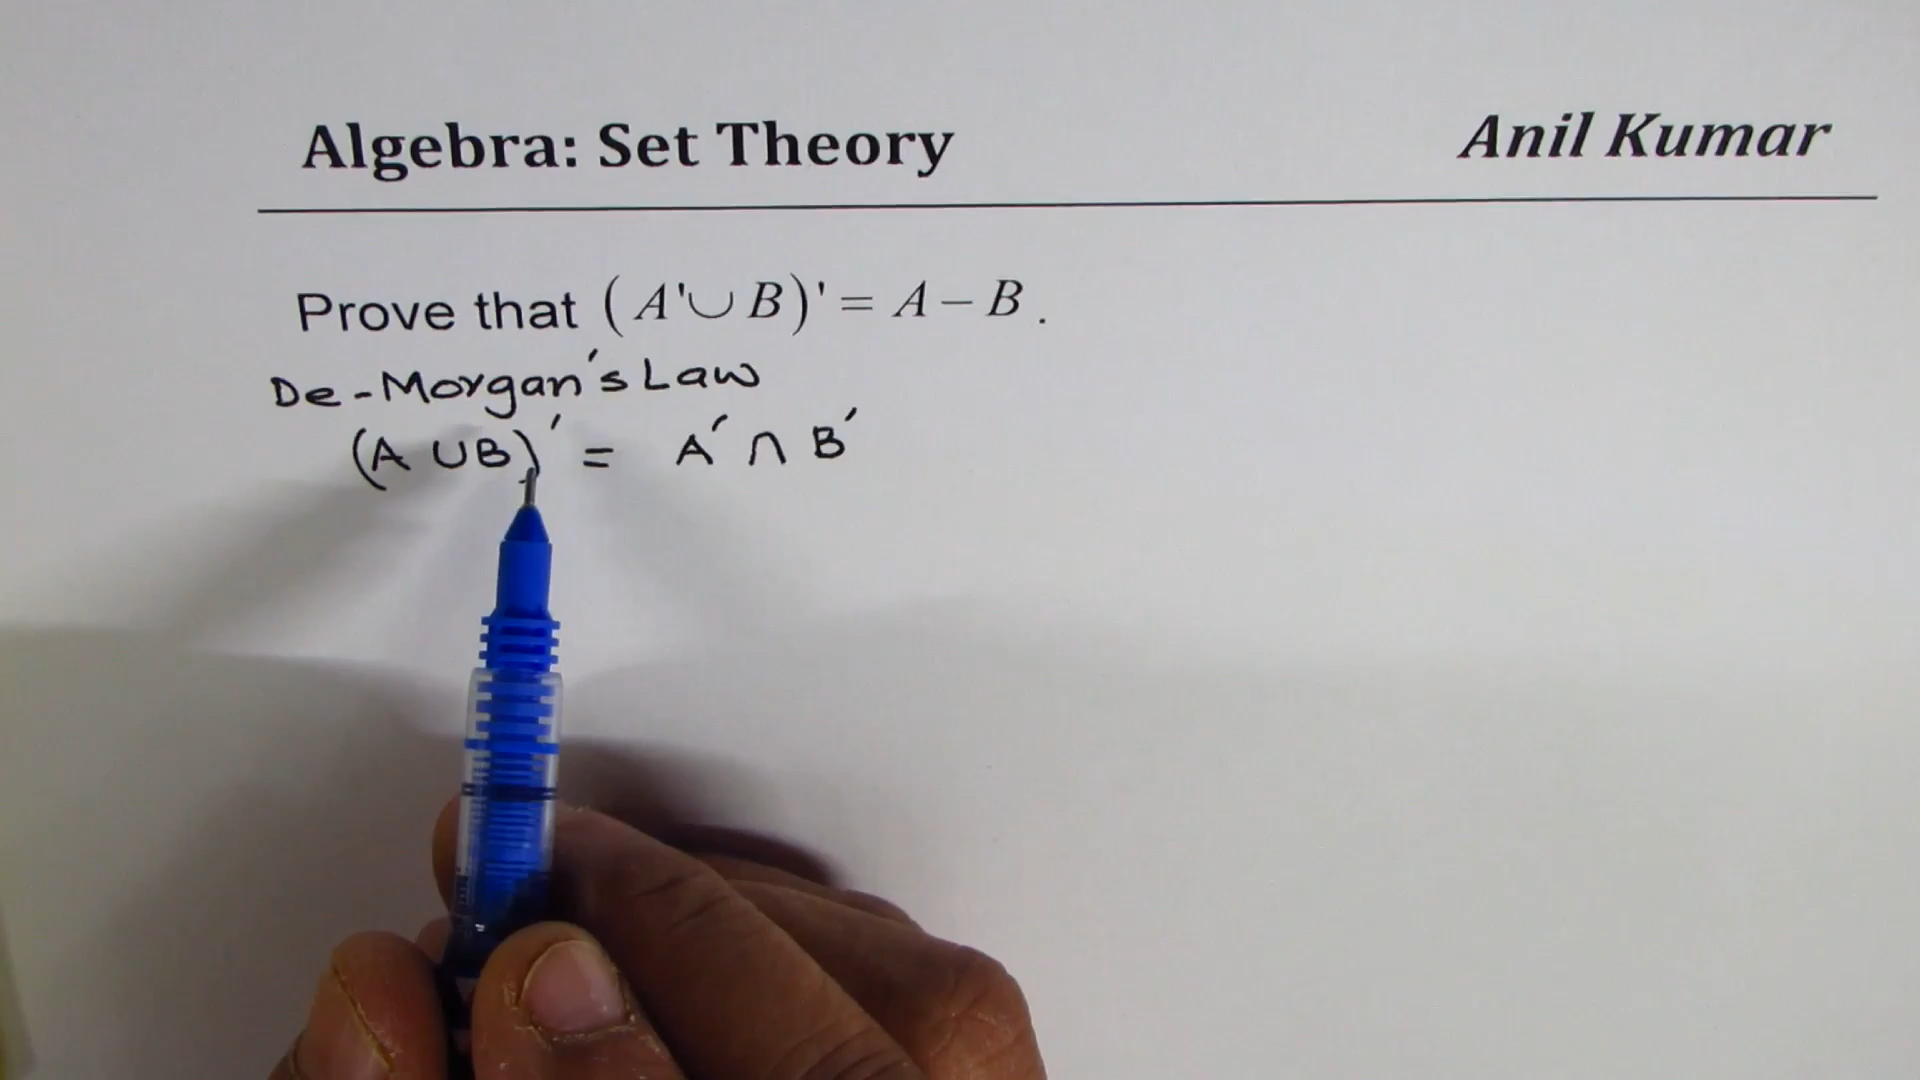 Algebra: Set Theory Anil Kumar
Prove that (A'∪ B)' = A − B .
De-Morgan's Law
(A ∪B)' = A' ∩ B'